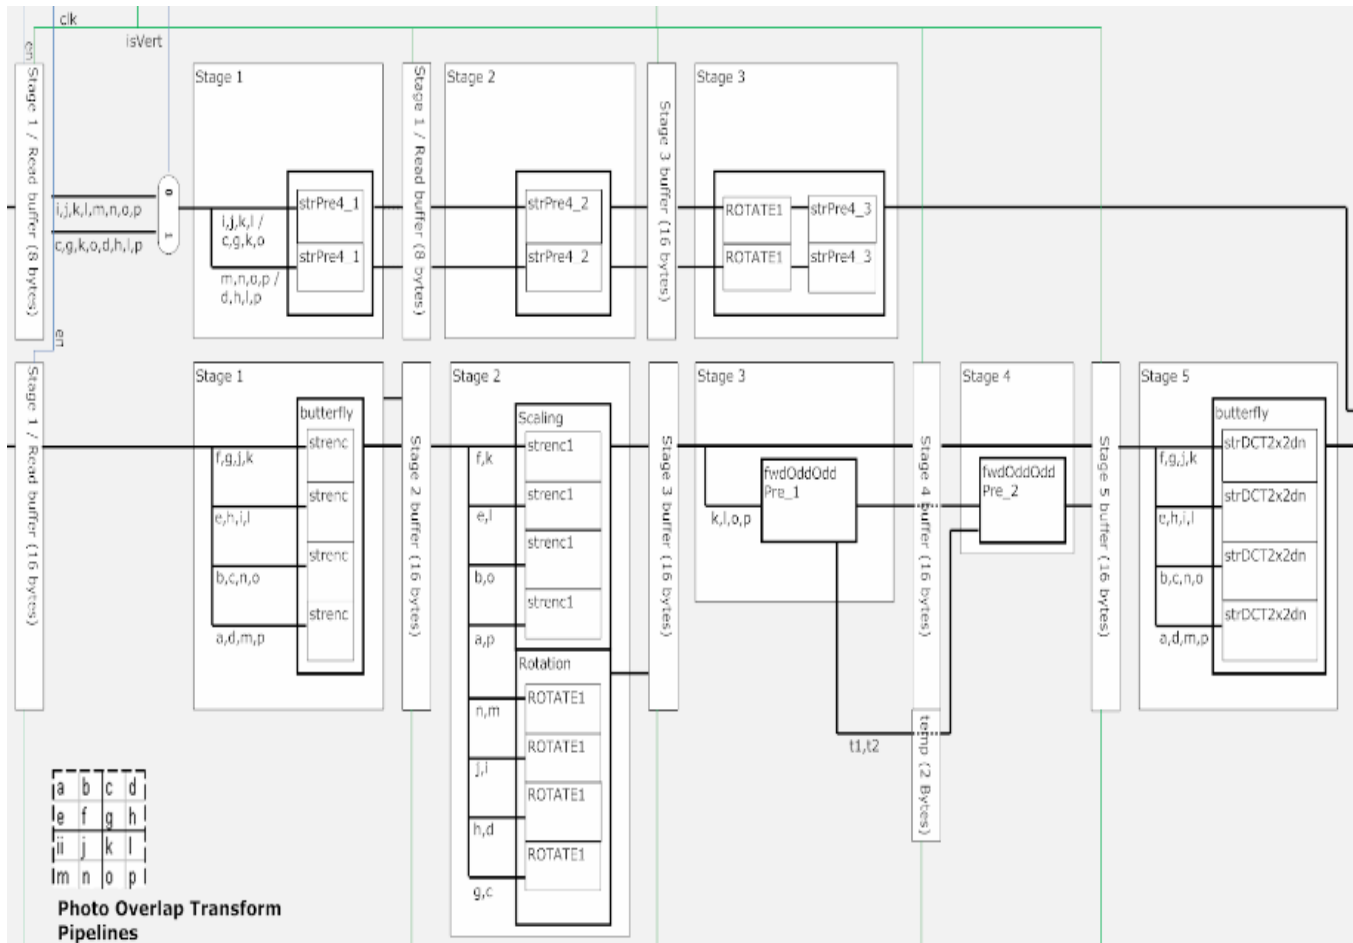 clk
isVert
en
Stage 1 / Read buffer (8 bytes)
i,j,k,l,m,n,o,p
c,g,k,o,d,h,l,p
0
1
Stage 1
i,j,k,l /
c,g,k,o
m,n,o,p /
d,h,l,p
strPre4_1
strPre4_1
Stage 1 / Read buffer (8 bytes)
Stage 2
strPre4_2
strPre4_2
Stage 3 buffer (16 bytes)
Stage 3
ROTATE1
strPre4_3
ROTATE1
strPre4_3
en
Stage 1 / Read buffer (16 bytes)
Stage 1
butterfly
f,g,j,k
strenc
e,h,i,l
strenc
b,c,n,o
strenc
a,d,m,p
strenc
Stage 2 buffer (16 bytes)
Stage 2
Scaling
f,k
strenc1
e,l
strenc1
b,o
strenc1
a,p
strenc1
Rotation
n,m
ROTATE1
j,i
ROTATE1
h,d
ROTATE1
g,c
ROTATE1
Stage 3 buffer (16 bytes)
Stage 3
k,l,o,p
fwdOddOdd
Pre_1
t1,t2
Stage 4 buffer (16 bytes)
temp (2 Bytes)
Stage 4
fwdOddOdd
Pre_2
Stage 5 buffer (16 bytes)
Stage 5
butterfly
f,g,j,k
strDCT2x2dn
e,h,i,l
strDCT2x2dn
b,c,n,o
strDCT2x2dn
a,d,m,p
strDCT2x2dn
a b c d
e f g h
ii j k l
m n o p
Photo Overlap Transform
Pipelines